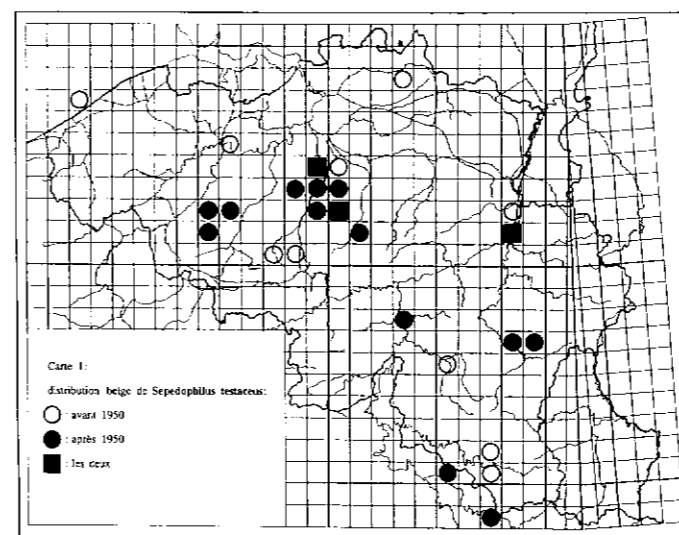 Carte 1:
distribution belge de Sepedophilus testaceus:
: avant 1950
: après 1950
: les deux